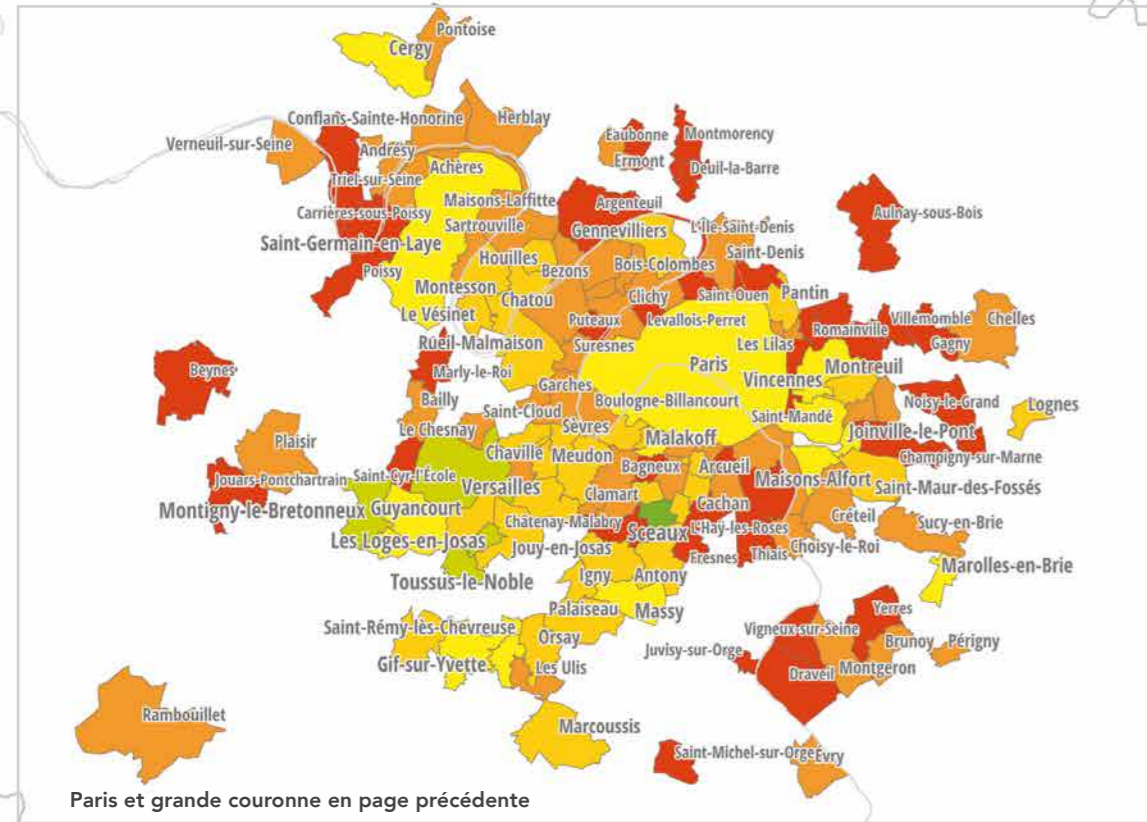 Pontoise
Cergy
Conflans-Sainte-Honorine
Herblay
Verneuil-sur-Seine
Andrésy
Eaubonne
Montmorency
Ermont
Deuil-la-Barre
Achères
Triel-sur-Seine
Maisons-Laffitte
Argenteuil
Carrières-sous-Poissy
Sartrouville
Gennevilliers
L'Île-Saint-Denis
Aulnay-sous-Bois
Saint-Germain-en-Laye
Saint-Denis
Houilles
Bezons
Bois-Colombes
Poissy
Montesson
Chatou
Clichy
Saint-Ouen
Pantin
Le Vésinet
Puteaux
Levallois-Perret
Romainville
Villemomble
Chelles
Rueil-Malmaison
Suresnes
Les Lilas
Gagny
Paris
Montreuil
Beynes
Marly-le-Roi
Garches
Vincennes
Bailly
Boulogne-Billancourt
Noisy-le-Grand
Lognes
Saint-Cloud
Saint-Mandé
Le Chesnay
Sèvres
Malakoff
Joinville-le-Pont
Plaisir
Chaville
Meudon
Champigny-sur-Marne
Jouars-Pontchartrain
Saint-Cyr-l'École
Bagneux
Arcueil
Maisons-Alfort
Versailles
Clamart
Saint-Maur-des-Fossés
Montigny-le-Bretonneux
Guyancourt
Cachan
Châtenay-Malabry
Sceaux
L'Haÿ-les-Roses
Créteil
Sucy-en-Brie
Les Loges-en-Josas
Jouy-en-Josas
Fresnes
Thiais
Choisy-le-Roi
Toussus-le-Noble
Igny
Antony
Marolles-en-Brie
Palaiseau
Massy
Saint-Rémy-lès-Chevreuse
Orsay
Vigneux-sur-Seine
Yerres
Brunoy
Périgny
Gif-sur-Yvette
Les Ulis
Juvisy-sur-Orge
Draveil
Montgeron
Rambouillet
Marcoussis
Saint-Michel-sur-Orge
Évry
Paris et grande couronne en page précédente